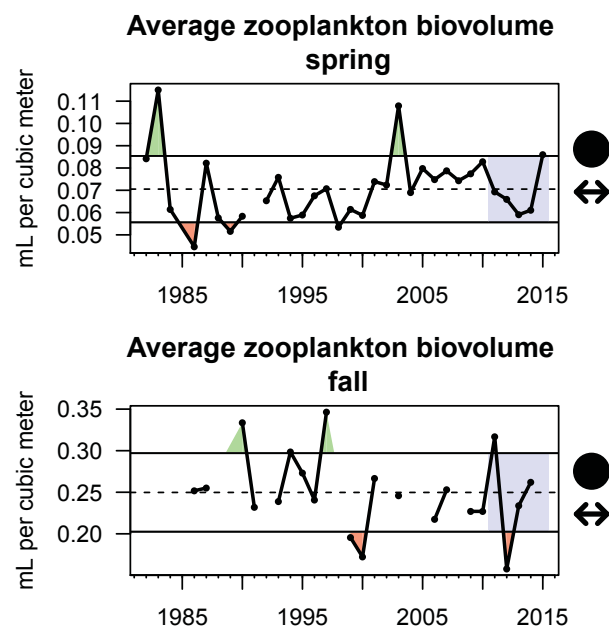 Average zooplankton biovolume
spring
mL per cubic meter
0.11
0.10
0.09
0.08
0.07
0.06
0.05
1985 1995 2005 2015
Average zooplankton biovolume
fall
mL per cubic meter
0.35
0.30
0.25
0.20
1985 1995 2005 2015